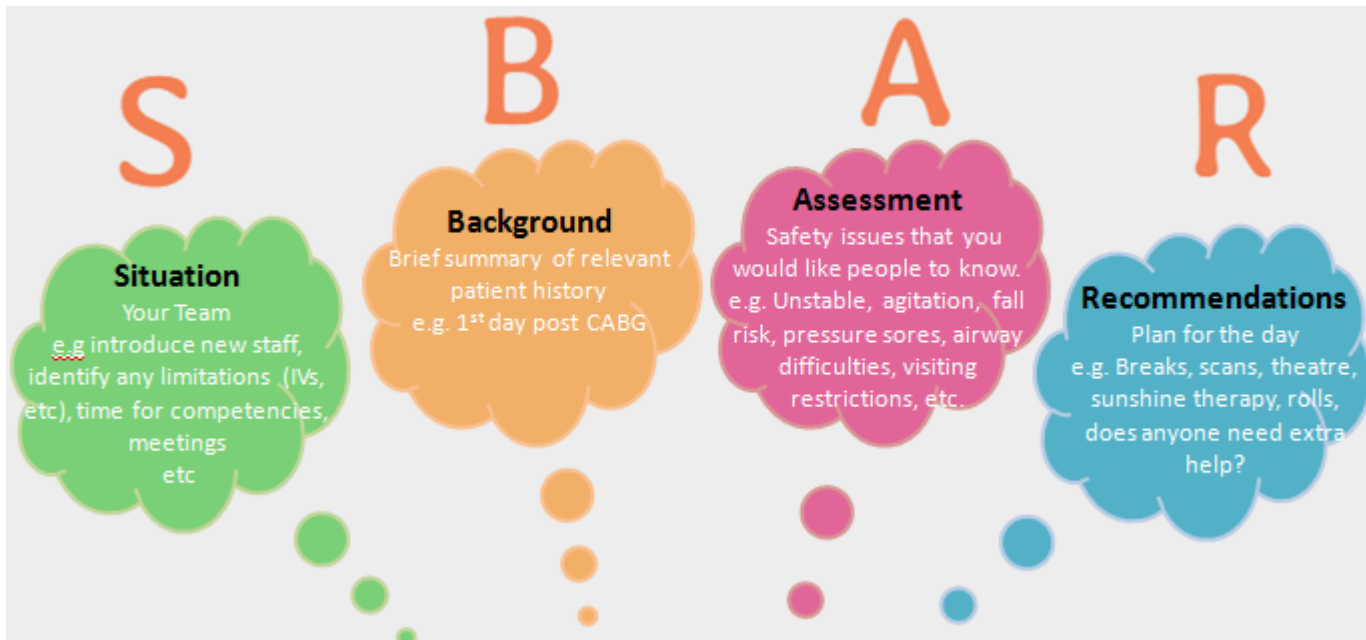 S
B
A
R
Situation
Your Team
e.g introduce new staff,
identify any limitations (IVs,
etc), time for competencies,
meetings
etc
Background
Brief summary of relevant
patient history
e.g. 1st day post CABG
Assessment
Safety issues that you
would like people to know.
e.g. Unstable, agitation, fall
risk, pressure sores, airway
difficulties, visiting
restrictions, etc.
Recommendations
Plan for the day
e.g. Breaks, scans, theatre,
sunshine therapy, rolls,
does anyone need extra
help?